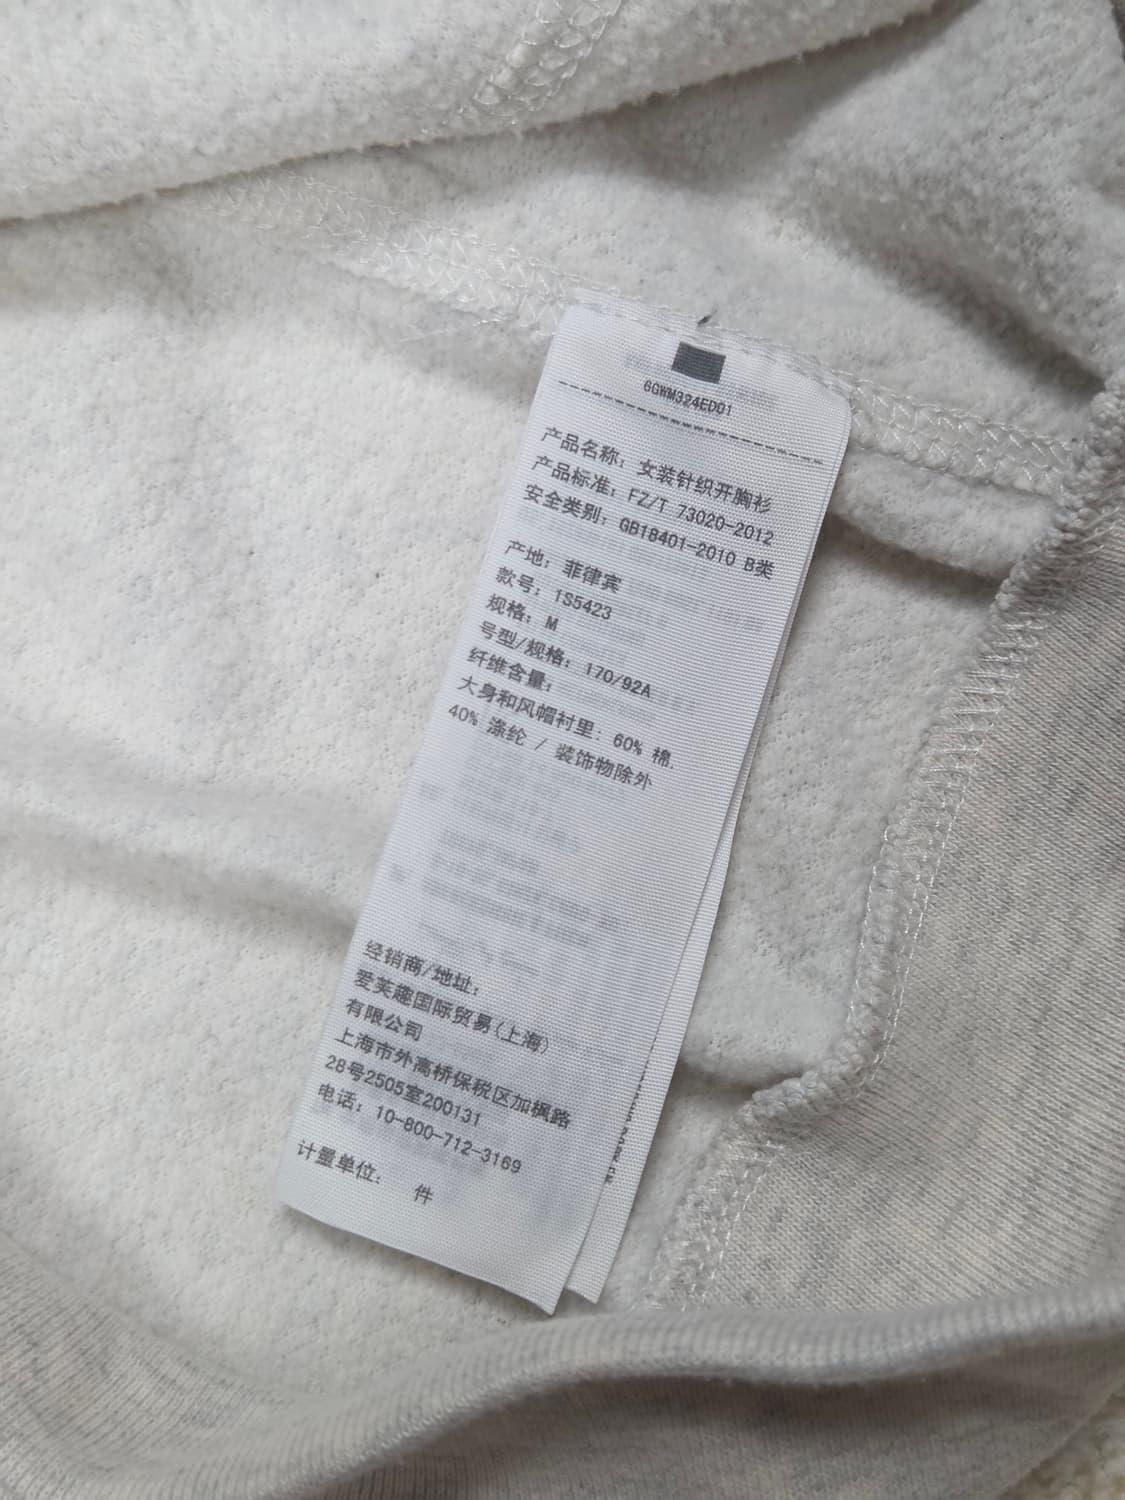 6GWM324ED01
产品名称：女装针织开胸衫
产品标准：FZ/T 73020-2012
安全类别：GB18401-2010 B类
产地：菲律宾
款号：1S5423
规格：M
号型/规格：170/92A
纤维含量：
大身和风帽衬里：60% 棉，
40% 涤纶 / 装饰物除外
经销商/地址：
爱芙趣国际贸易(上海)
有限公司
上海市外高桥保税区加枫路
28号2505室200131
电话：10-800-712-3169
计量单位： 件